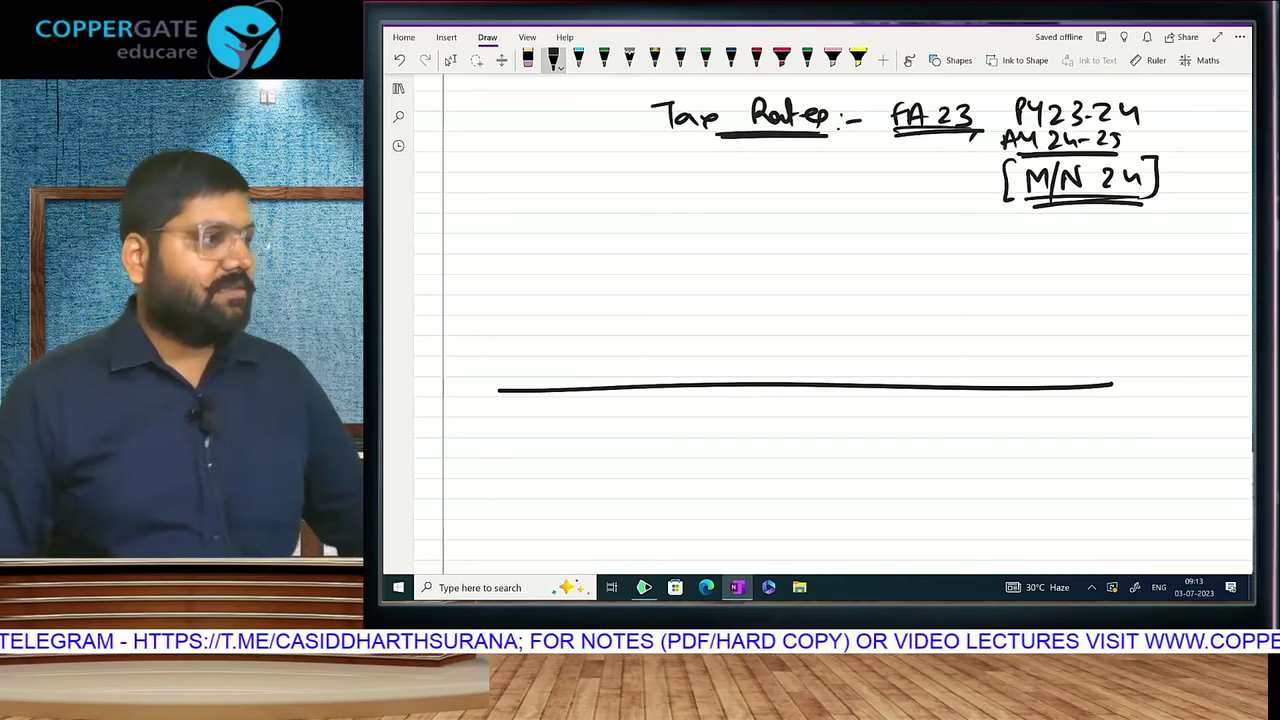 COPPERGATE
educare
Home Insert Draw View Help
Saved offline
Share
Shapes
Ink to Shape
Ink to Text
Ruler
Maths
Tax Rates :- FA 23 PY 23-24
AY 24-25
[M/N 24]
Type here to search
30°C Haze
ENG
09:13
03-07-2023
TELEGRAM - HTTPS://T.ME/CASIDDHARTHSURANA; FOR NOTES (PDF/HARD COPY) OR VIDEO LECTURES VISIT WWW.COPPE